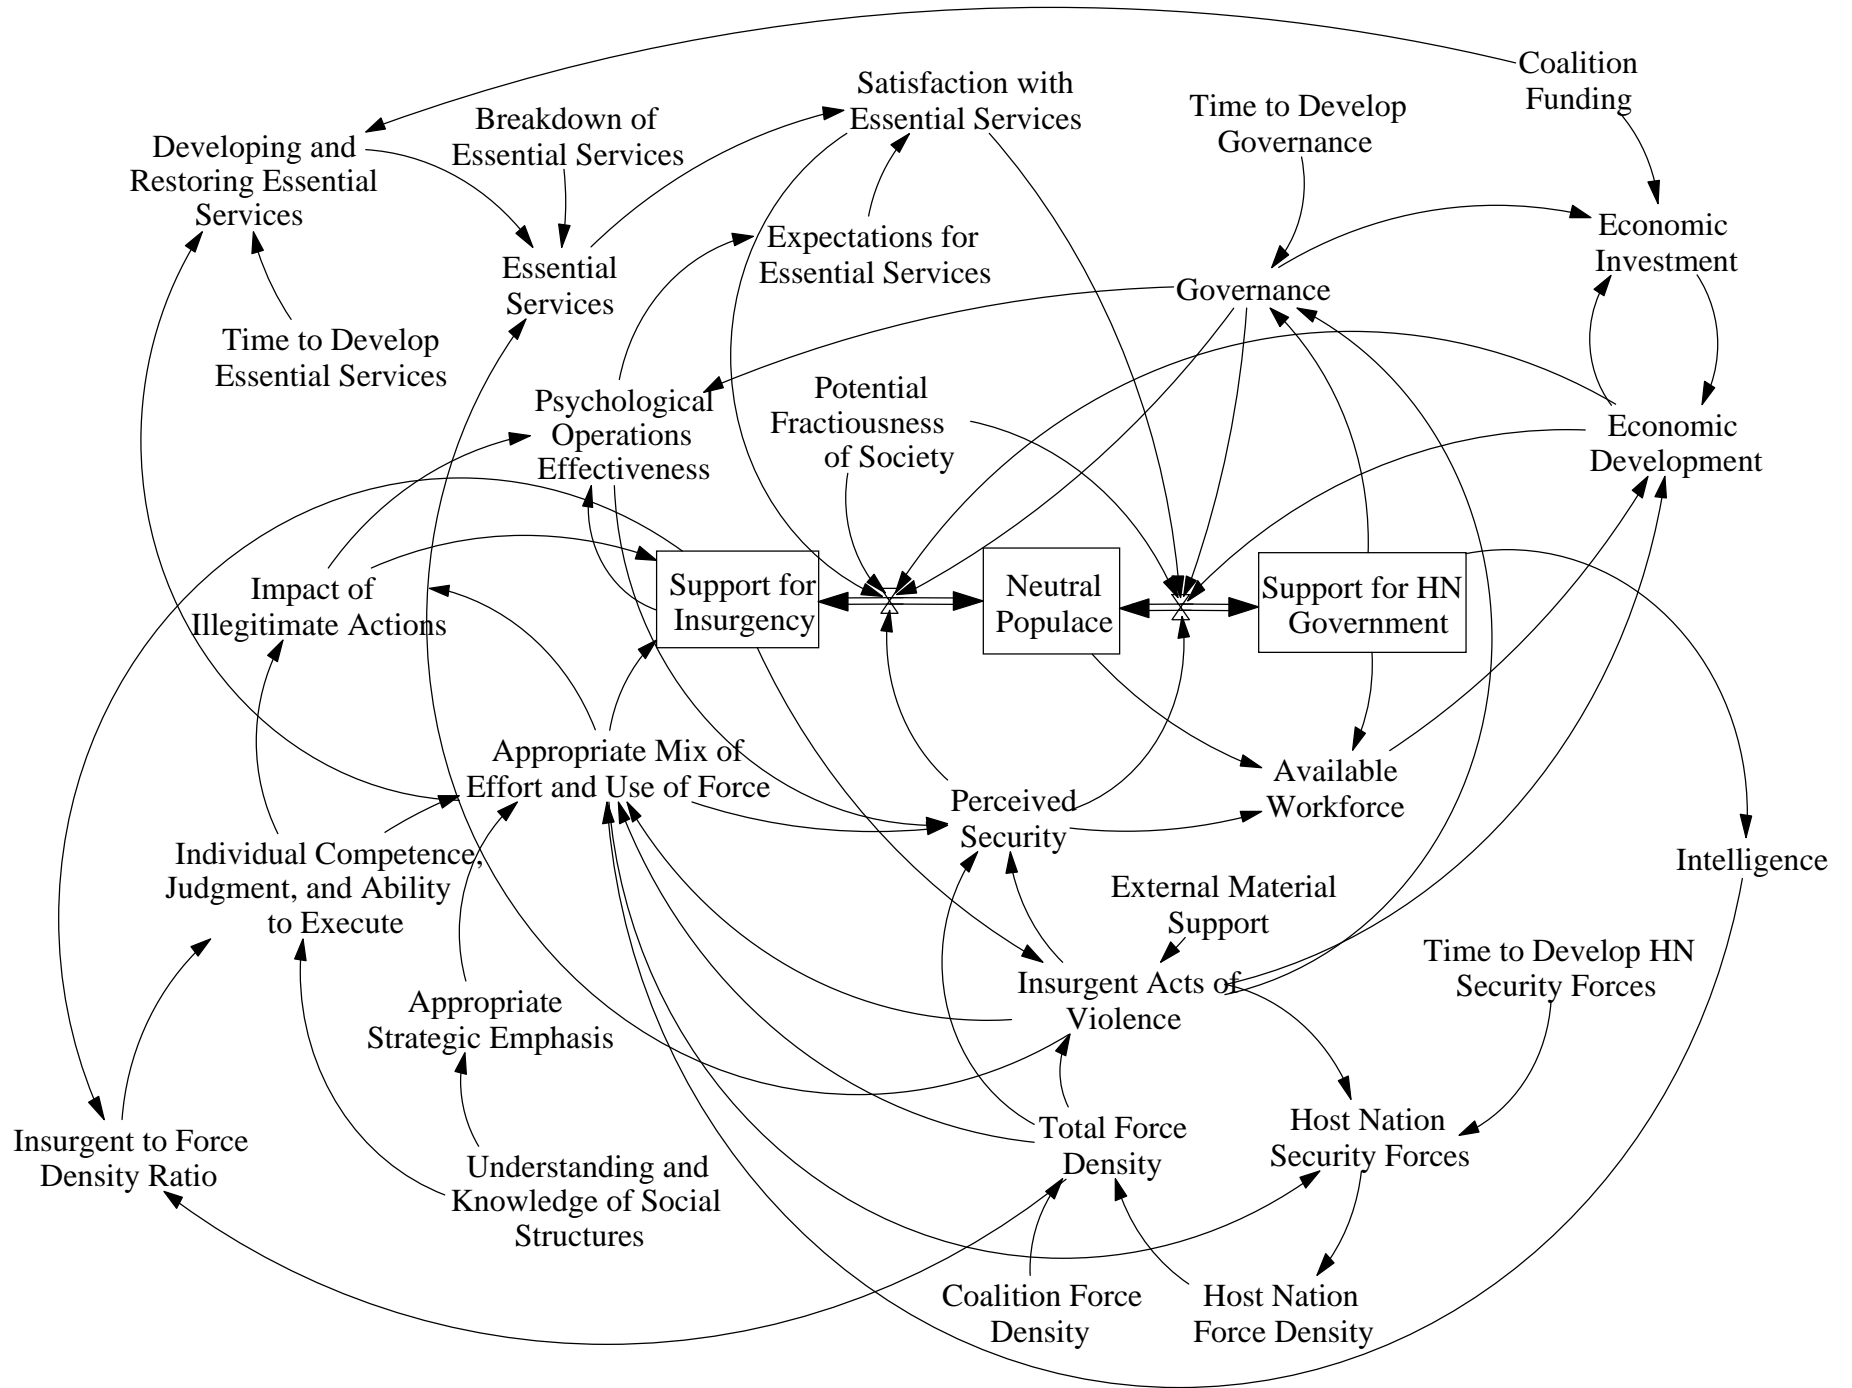 Coalition
Funding
Satisfaction with
Essential Services
Time to Develop
Governance
Breakdown of
Essential Services
Developing and
Restoring Essential
Services
Economic
Investment
Expectations for
Essential Services
Essential
Services
Governance
Time to Develop
Essential Services
Potential
Fractiousness
of Society
Psychological
Operations
Effectiveness
Economic
Development
Impact of
Illegitimate Actions
Support for
Insurgency
Neutral
Populace
Support for HN
Government
Appropriate Mix of
Effort and Use of Force
Perceived
Security
Available
Workforce
Individual Competence,
Judgment, and Ability
to Execute
Intelligence
External Material
Support
Time to Develop HN
Security Forces
Insurgent Acts of
Violence
Appropriate
Strategic Emphasis
Insurgent to Force
Density Ratio
Total Force
Density
Host Nation
Security Forces
Understanding and
Knowledge of Social
Structures
Coalition Force
Density
Host Nation
Force Density